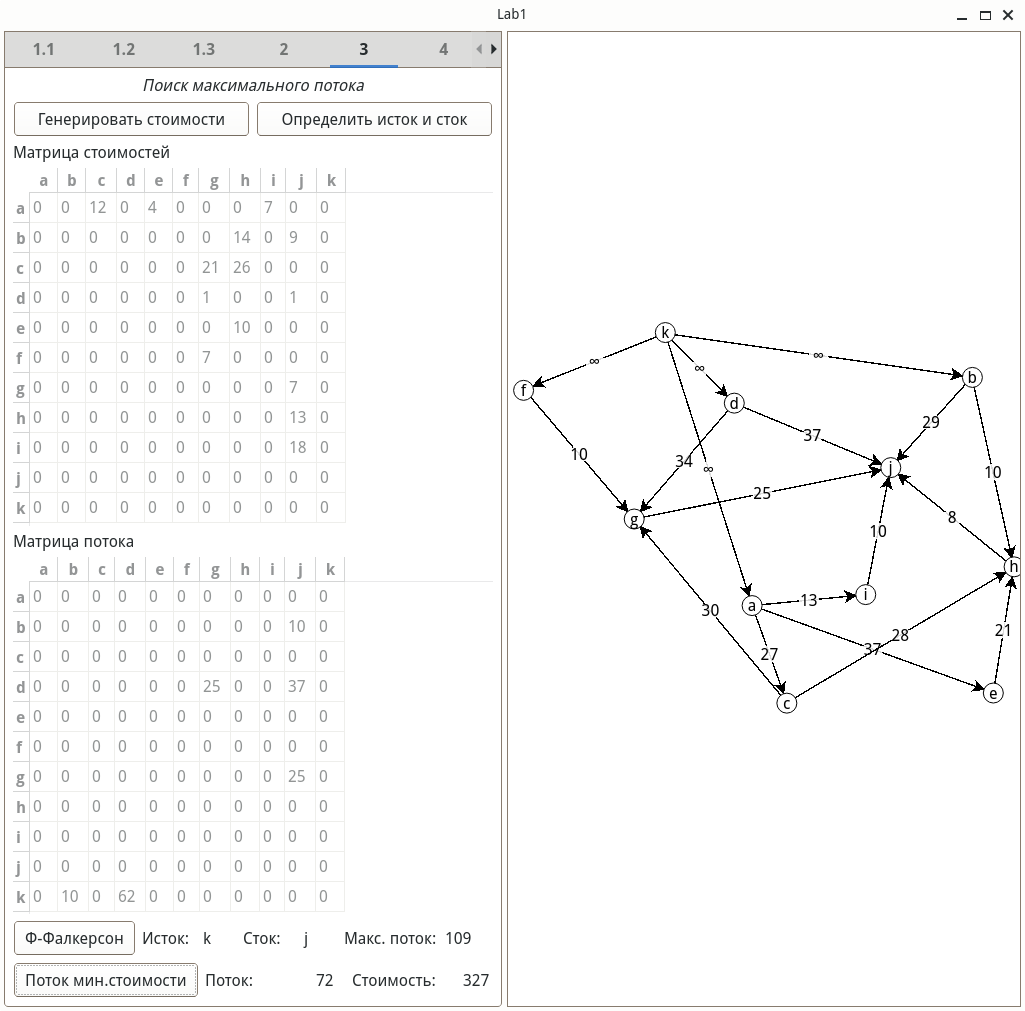 Lab1
1.1 1.2 1.3 2 3 4
Поиск максимального потока
Генерировать стоимости Определить исток и сток
Матрица стоимостей
a b c d e f g h i j k
a 0 0 12 0 4 0 0 0 7 0 0
b 0 0 0 0 0 0 0 14 0 9 0
c 0 0 0 0 0 0 21 26 0 0 0
d 0 0 0 0 0 0 1 0 0 1 0
e 0 0 0 0 0 0 0 10 0 0 0
f 0 0 0 0 0 0 7 0 0 0 0
g 0 0 0 0 0 0 0 0 0 7 0
h 0 0 0 0 0 0 0 0 0 13 0
i 0 0 0 0 0 0 0 0 0 18 0
j 0 0 0 0 0 0 0 0 0 0 0
k 0 0 0 0 0 0 0 0 0 0 0
Матрица потока
a b c d e f g h i j k
a 0 0 0 0 0 0 0 0 0 0 0
b 0 0 0 0 0 0 0 0 0 10 0
c 0 0 0 0 0 0 0 0 0 0 0
d 0 0 0 0 0 0 25 0 0 37 0
e 0 0 0 0 0 0 0 0 0 0 0
f 0 0 0 0 0 0 0 0 0 0 0
g 0 0 0 0 0 0 0 0 0 25 0
h 0 0 0 0 0 0 0 0 0 0 0
i 0 0 0 0 0 0 0 0 0 0 0
j 0 0 0 0 0 0 0 0 0 0 0
k 0 10 0 62 0 0 0 0 0 0 0
Ф-Фалкерсон Исток: k Сток: j Макс. поток: 109
Поток мин.стоимости Поток: 72 Стоимость: 327
k
∞
∞
∞
b
f
d
29
37
10
34
∞
j
10
25
g
8
10
h
13
i
a
30
21
28
27
37
e
c